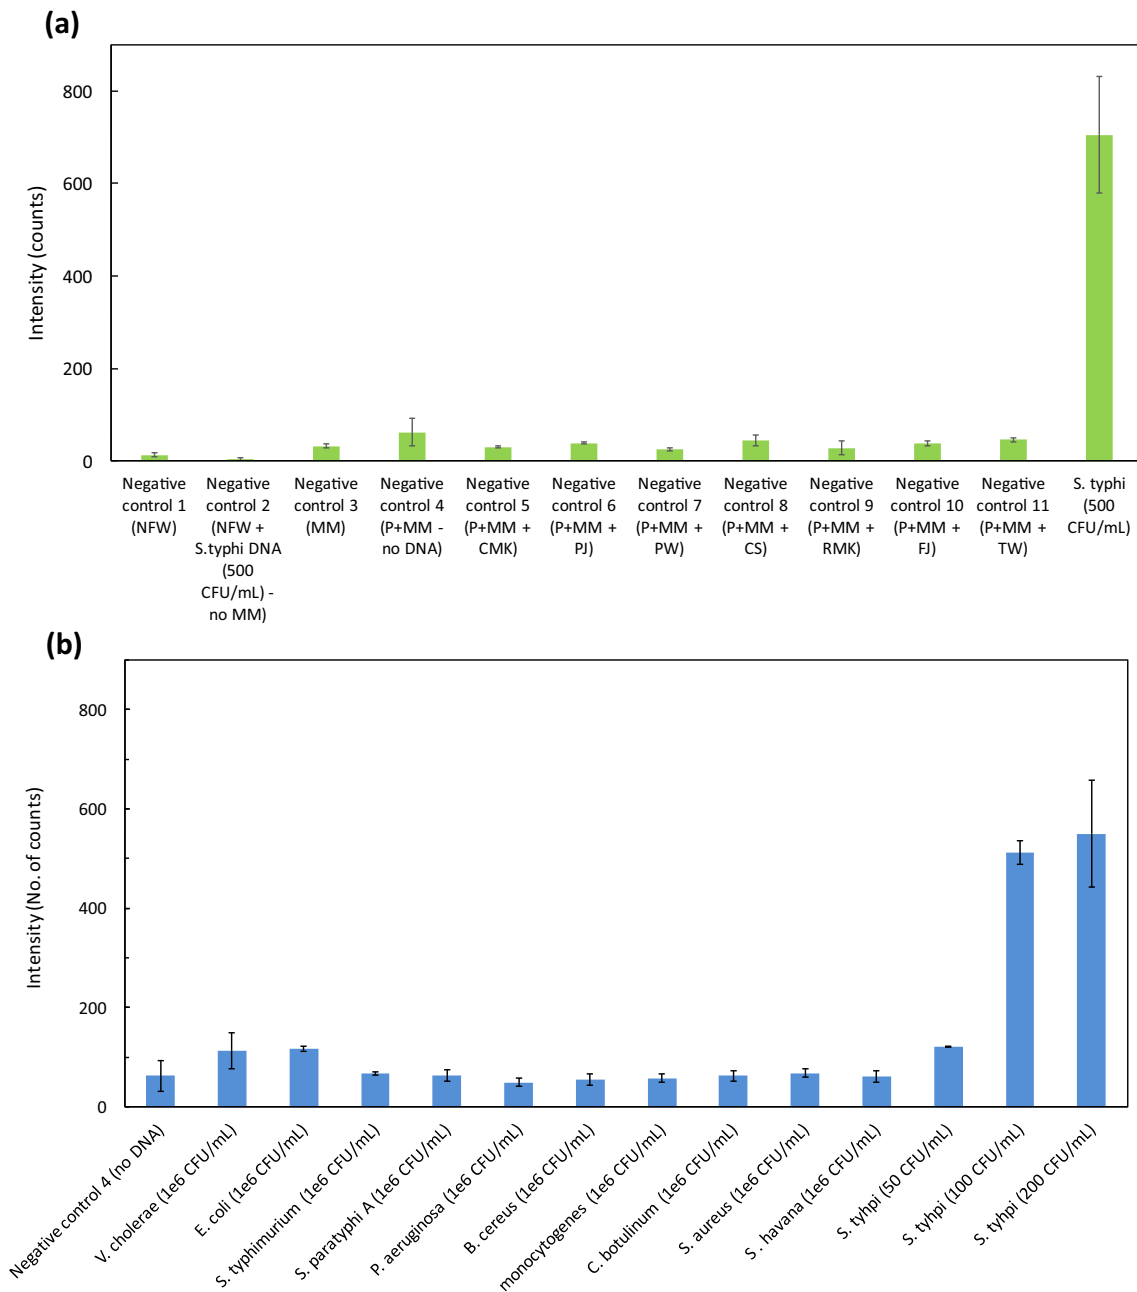 (a)
Intensity (counts)
800
600
400
200
0
Negative
control 1
(NFW)
Negative
control 2
(NFW +
S.typhi DNA
(500
CFU/mL) -
no MM)
Negative
control 3
(MM)
Negative
control 4
(P+MM -
no DNA)
Negative
control 5
(P+MM +
CMK)
Negative
control 6
(P+MM +
PJ)
Negative
control 7
(P+MM +
PW)
Negative
control 8
(P+MM +
CS)
Negative
control 9
(P+MM +
RMK)
Negative
control 10
(P+MM +
FJ)
Negative
control 11
(P+MM +
TW)
S. typhi
(500
CFU/mL)
(b)
Intensity (No. of counts)
800
600
400
200
0
Negative control 4 (no DNA)
V. cholerae (1e6 CFU/mL)
E. coli (1e6 CFU/mL)
S. typhimurium (1e6 CFU/mL)
S. paratyphi A (1e6 CFU/mL)
P. aeruginosa (1e6 CFU/mL)
B. cereus (1e6 CFU/mL)
monocytogenes (1e6 CFU/mL)
C. botulinum (1e6 CFU/mL)
S. aureus (1e6 CFU/mL)
S . havana (1e6 CFU/mL)
S. tyhpi (50 CFU/mL)
S. tyhpi (100 CFU/mL)
S. tyhpi (200 CFU/mL)